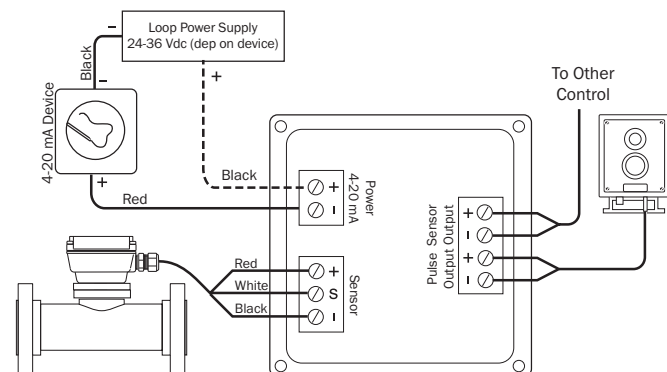 Loop Power Supply
24-36 Vdc (dep on device)
−
Black
−
+
4-20 mA Device
+
Red
Black
To Other
Control
+
-
Power
4-20 mA
Red
White
Black
+
S
-
Sensor
+
-
+
-
Pulse Sensor
Output Output